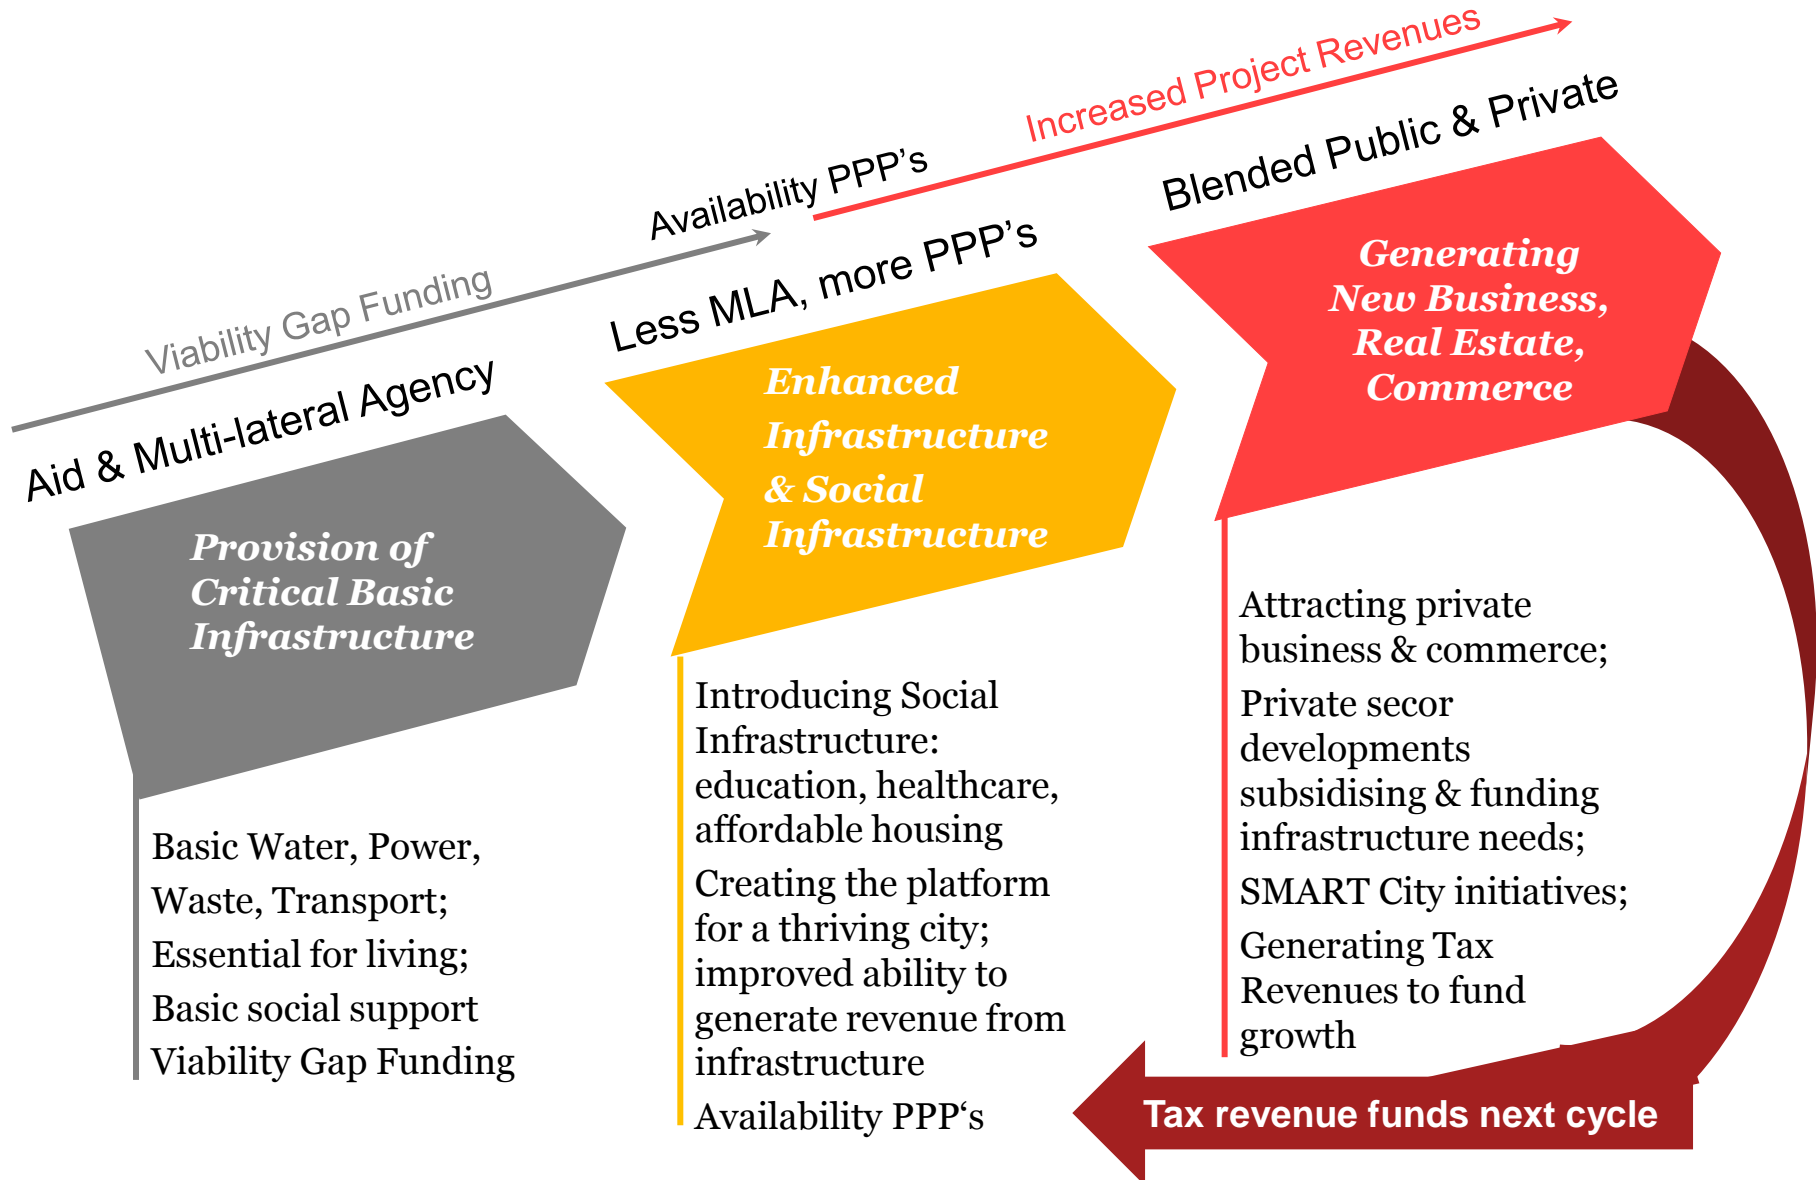 Increased Project Revenues
Blended Public & Private
Availability PPP’s
Less MLA, more PPP’s
Viability Gap Funding
Aid & Multi-lateral Agency
Provision of
Critical Basic
Infrastructure
Basic Water, Power,
Waste, Transport;
Essential for living;
Basic social support
Viability Gap Funding
Enhanced
Infrastructure
& Social
Infrastructure
Introducing Social
Infrastructure:
education, healthcare,
affordable housing
Creating the platform
for a thriving city;
improved ability to
generate revenue from
infrastructure
Availability PPP‘s
Generating
New Business,
Real Estate,
Commerce
Attracting private
business & commerce;
Private secor
developments
subsidising & funding
infrastructure needs;
SMART City initiatives;
Generating Tax
Revenues to fund
growth
Tax revenue funds next cycle